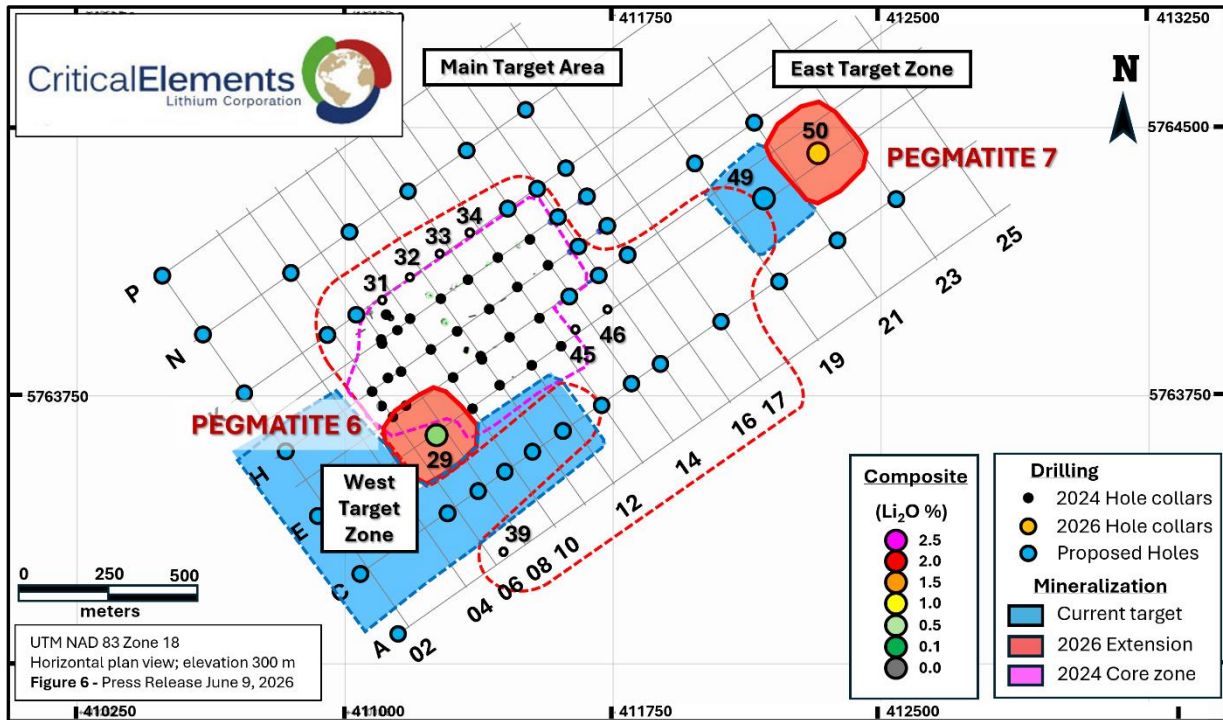 411750
412500
413250
411000
CriticalElements
Lithium Corporation
Main Target Area
East Target Zone
N
5764500
50
PEGMATITE 7
49
34
33
32
31
25
P
23
46
21
45
N
19
5763750
17
16
PEGMATITE 6
29
14
H
West
Target
Zone
12
E
39
10
08
06
04
C
A
02
0 250 500
meters
UTM NAD 83 Zone 18
Horizontal plan view; elevation 300 m
Figure 6 - Press Release June 9, 2026
Composite
(Li2O %)
2.5
2.0
1.5
1.0
0.5
0.1
0.0
Drilling
2024 Hole collars
2026 Hole collars
Proposed Holes
Mineralization
Current target
2026 Extension
2024 Core zone
410250
411000
411750
412500